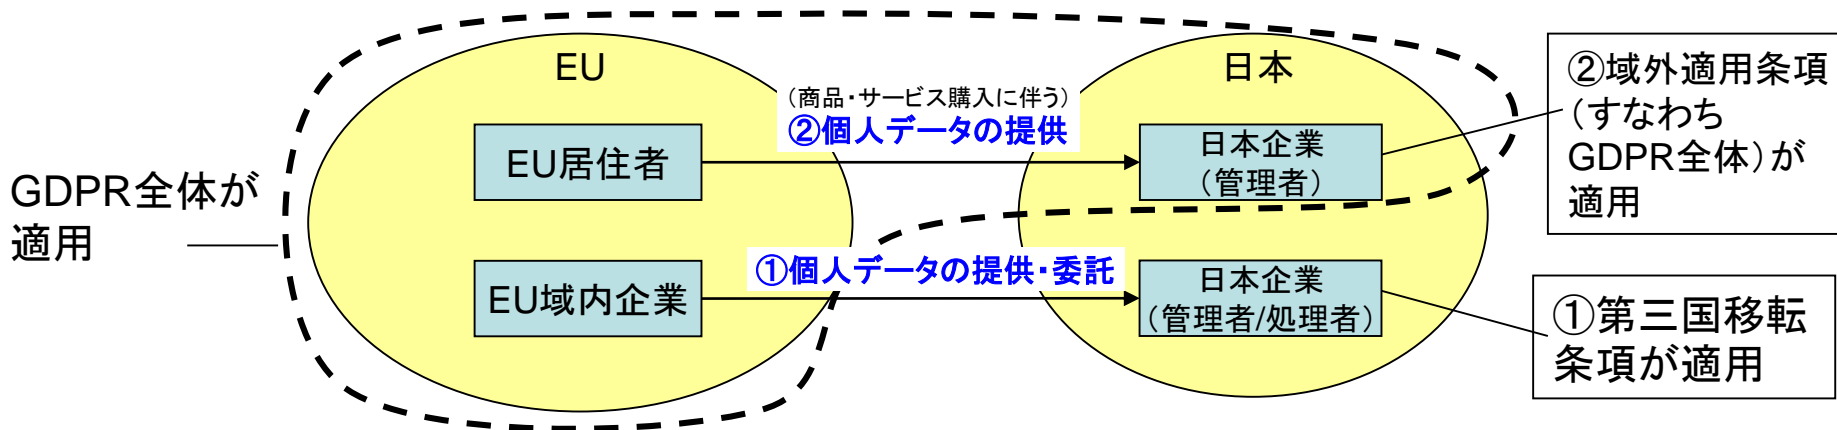 EU
日本
(商品・サービス購入に伴う)
②個人データの提供
EU居住者
日本企業
(管理者)
②域外適用条項
(すなわち
GDPR全体)が
適用
GDPR全体が
適用
①個人データの提供・委託
EU域内企業
日本企業
(管理者/処理者)
①第三国移転
条項が適用